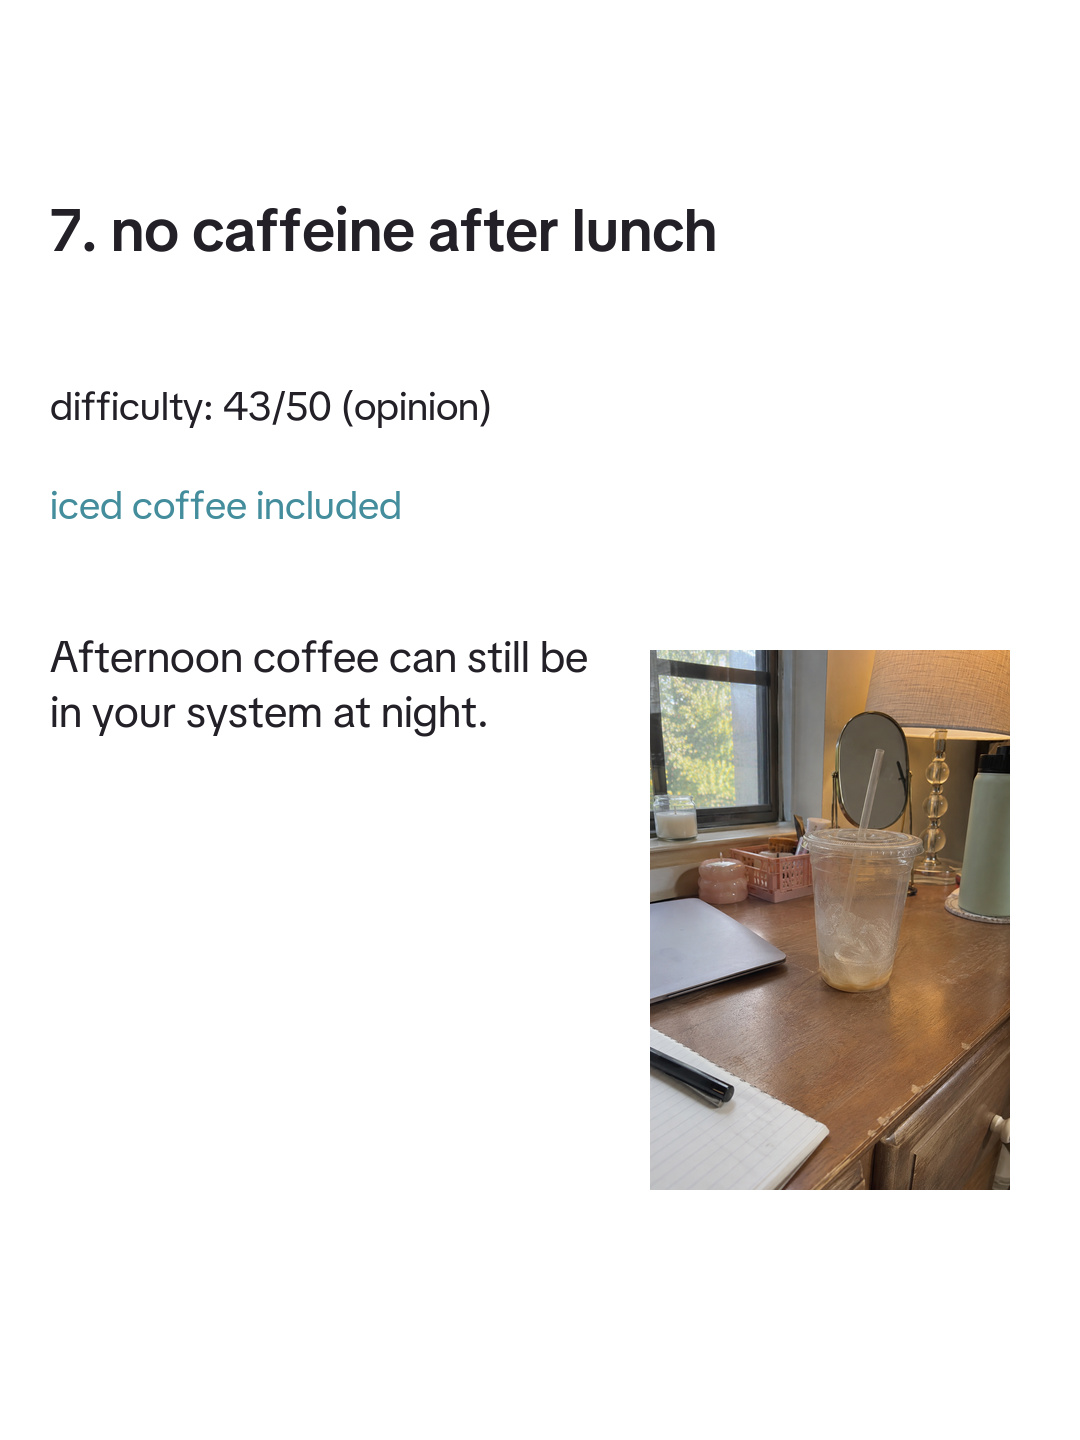 7. no caffeine after lunch
difficulty: 43/50 (opinion)
iced coffee included
Afternoon coffee can still be
in your system at night.